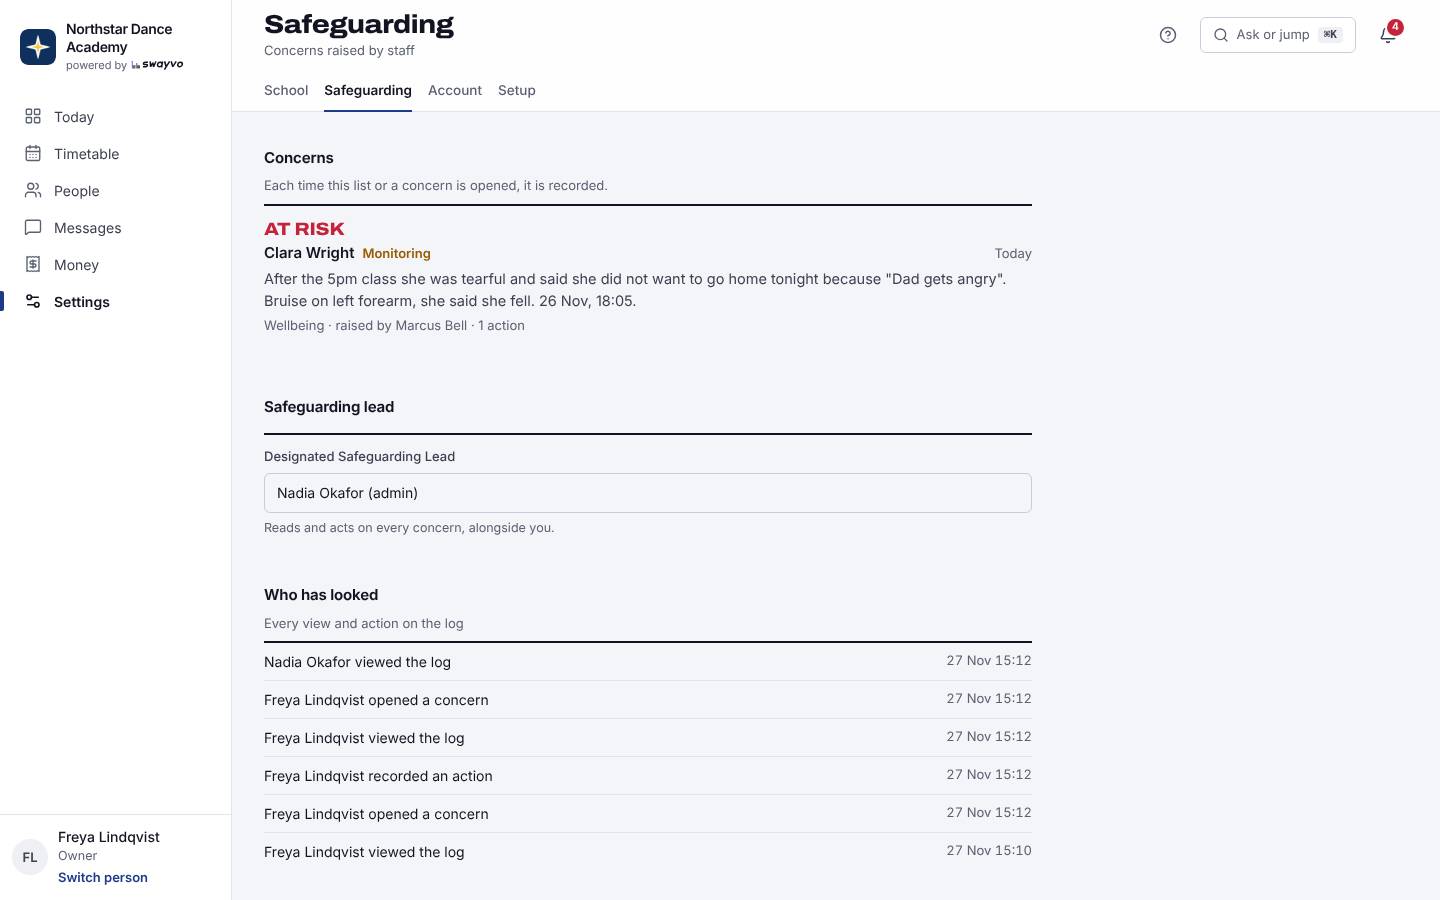 Northstar Dance
Academy
powered by swayvo
Today
Timetable
People
Messages
Money
Settings
FL
Freya Lindqvist
Owner
Switch person
Safeguarding
Concerns raised by staff
Ask or jump ⌘K
4
School Safeguarding Account Setup
Concerns
Each time this list or a concern is opened, it is recorded.
AT RISK
Clara Wright Monitoring Today
After the 5pm class she was tearful and said she did not want to go home tonight because "Dad gets angry".
Bruise on left forearm, she said she fell. 26 Nov, 18:05.
Wellbeing · raised by Marcus Bell · 1 action
Safeguarding lead
Designated Safeguarding Lead
Nadia Okafor (admin)
Reads and acts on every concern, alongside you.
Who has looked
Every view and action on the log
Nadia Okafor viewed the log 27 Nov 15:12
Freya Lindqvist opened a concern 27 Nov 15:12
Freya Lindqvist viewed the log 27 Nov 15:12
Freya Lindqvist recorded an action 27 Nov 15:12
Freya Lindqvist opened a concern 27 Nov 15:12
Freya Lindqvist viewed the log 27 Nov 15:10